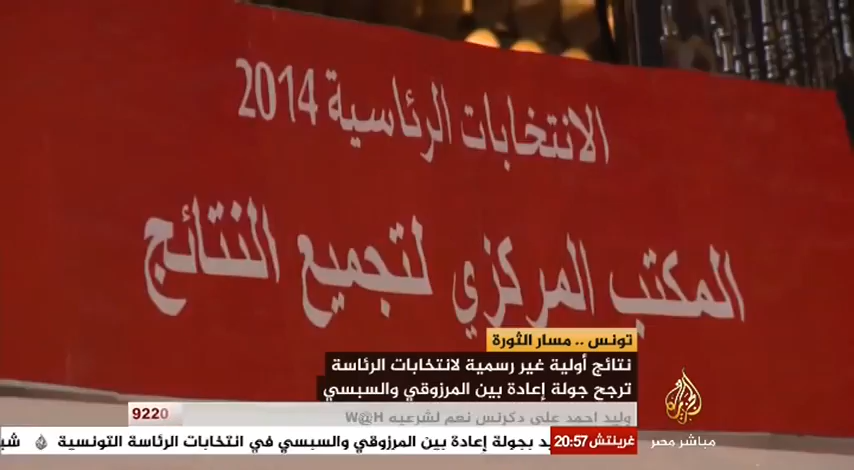 الانتخابات الرئاسية 2014
المكتب المركزي لتجميع النتائج
تونس .. مسار الثورة
نتائج أولية غير رسمية لانتخابات الرئاسة
ترجح جولة إعادة بين المرزوقي والسبسي
وليد احمد على دكرنس نعم لشرعيه W@H
9220
غرينتش 20:57
بجولة إعادة بين المرزوقي والسبسي في انتخابات الرئاسة التونسية
الجزيرة
مباشر مصر